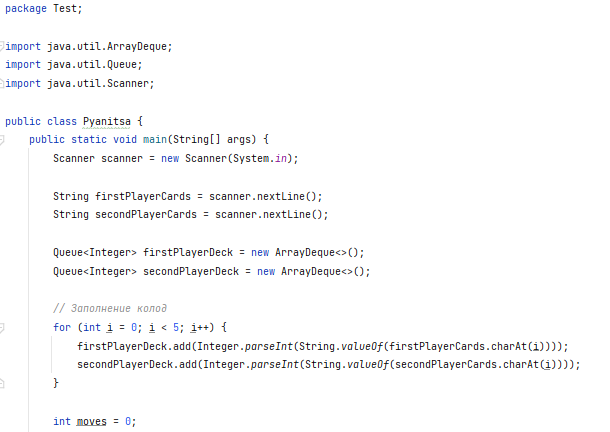 package Test;
import java.util.ArrayDeque;
import java.util.Queue;
import java.util.Scanner;
public class Pyanitsa {
public static void main(String[] args) {
Scanner scanner = new Scanner(System.in);
String firstPlayerCards = scanner.nextLine();
String secondPlayerCards = scanner.nextLine();
Queue<Integer> firstPlayerDeck = new ArrayDeque<>();
Queue<Integer> secondPlayerDeck = new ArrayDeque<>();
// Заполнение колод
for (int i = 0; i < 5; i++) {
firstPlayerDeck.add(Integer.parseInt(String.valueOf(firstPlayerCards.charAt(i))));
secondPlayerDeck.add(Integer.parseInt(String.valueOf(secondPlayerCards.charAt(i))));
}
int moves = 0;